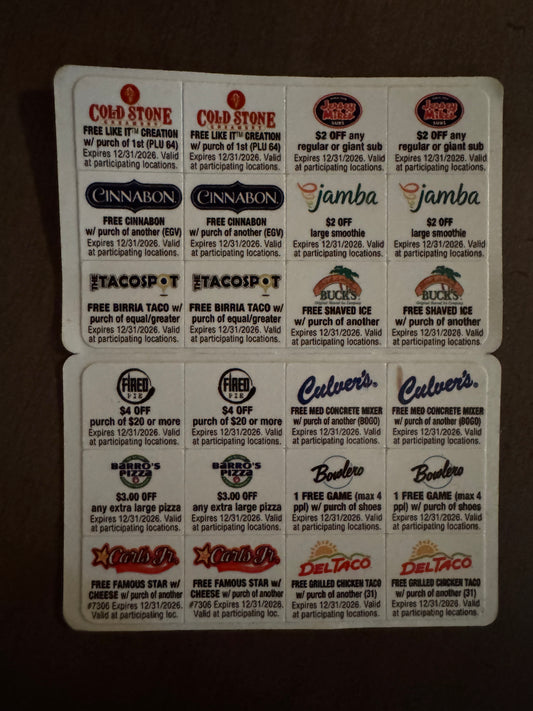 COLD STONE
CREAMERY
FREE LIKE IT™ CREATION
w/ purch of 1st (PLU 64)
Expires 12/31/2026. Valid
at participating locations.
COLD STONE
CREAMERY
FREE LIKE IT™ CREATION
w/ purch of 1st (PLU 64)
Expires 12/31/2026. Valid
at participating locations.
Jersey
Mike's
SUBS
$2 OFF any
regular or giant sub
Expires 12/31/2026. Valid
at participating locations.
Jersey
Mike's
SUBS
$2 OFF any
regular or giant sub
Expires 12/31/2026. Valid
at participating locations.
CINNABON
FREE CINNABON
w/ purch of another (EGV)
Expires 12/31/2026. Valid
at participating locations.
CINNABON
FREE CINNABON
w/ purch of another (EGV)
Expires 12/31/2026. Valid
at participating locations.
jamba
$2 OFF
large smoothie
Expires 12/31/2026. Valid
at participating locations.
jamba
$2 OFF
large smoothie
Expires 12/31/2026. Valid
at participating locations.
THE TACOSPOT
FREE BIRRIA TACO w/
purch of equal/greater
Expires 12/31/2026. Valid
at participating locations.
THE TACOSPOT
FREE BIRRIA TACO w/
purch of equal/greater
Expires 12/31/2026. Valid
at participating locations.
BUCK'S
Original Shaved Ice Company
FREE SHAVED ICE
w/ purch of another
Expires 12/31/2026. Valid
at participating locations.
BUCK'S
Original Shaved Ice Company
FREE SHAVED ICE
w/ purch of another
Expires 12/31/2026. Valid
at participating locations.
FIRED
PIE
$4 OFF
purch of $20 or more
Expires 12/31/2026. Valid
at participating locations.
FIRED
PIE
$4 OFF
purch of $20 or more
Expires 12/31/2026. Valid
at participating locations.
Culver's
FREE MED CONCRETE MIXER
w/ purch of another (BOGO)
Expires 12/31/2026. Valid
at participating locations.
Culver's
FREE MED CONCRETE MIXER
w/ purch of another (BOGO)
Expires 12/31/2026. Valid
at participating locations.
BARRO'S
PIZZA
$3.00 OFF
any extra large pizza
Expires 12/31/2026. Valid
at participating locations.
BARRO'S
PIZZA
$3.00 OFF
any extra large pizza
Expires 12/31/2026. Valid
at participating locations.
Bowlero
1 FREE GAME (max 4
ppl) w/ purch of shoes
Expires 12/31/2026. Valid
at participating locations.
Bowlero
1 FREE GAME (max 4
ppl) w/ purch of shoes
Expires 12/31/2026. Valid
at participating locations.
Carl's Jr.
FREE FAMOUS STAR w/
CHEESE w/ purch of another
#7306 Expires 12/31/2026.
Valid at participating loc.
Carl's Jr.
FREE FAMOUS STAR w/
CHEESE w/ purch of another
#7306 Expires 12/31/2026.
Valid at participating loc.
DEL TACO
FREE GRILLED CHICKEN TACO
w/ purch of another (31)
Expires 12/31/2026. Valid
at participating locations.
DEL TACO
FREE GRILLED CHICKEN TACO
w/ purch of another (31)
Expires 12/31/2026. Valid
at participating locations.